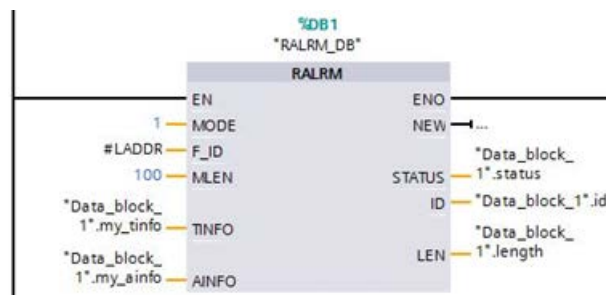 %DB1
"RALRM_DB"
RALRM
EN
ENO
1
MODE
NEW
...
#LADDR
F_ID
100
MLEN
STATUS
"Data_block_
1".status
ID
"Data_block_1".id
"Data_block_
1".my_tinfo
TINFO
LEN
"Data_block_
1".length
"Data_block_
1".my_ainfo
AINFO